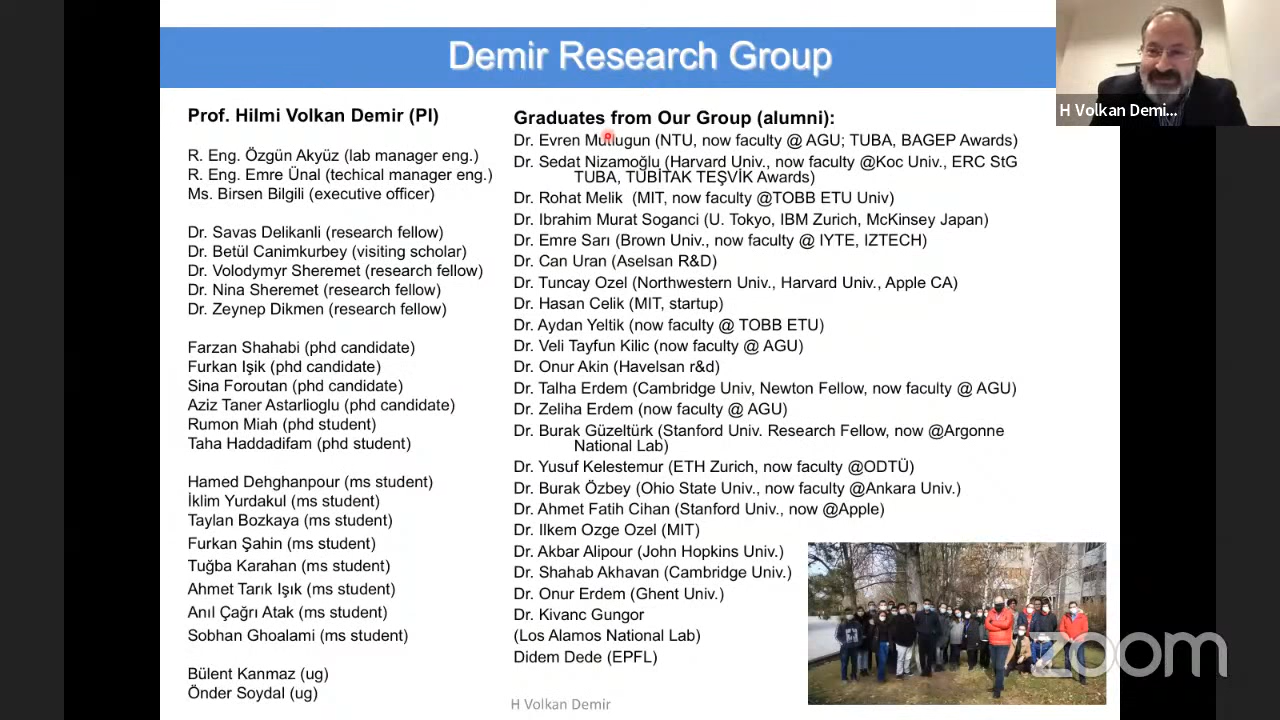 Demir Research Group
H Volkan Demi...
Prof. Hilmi Volkan Demir (PI)
R. Eng. Özgün Akyüz (lab manager eng.)
R. Eng. Emre Ünal (techical manager eng.)
Ms. Birsen Bilgili (executive officer)
Dr. Savas Delikanli (research fellow)
Dr. Betül Canimkurbey (visiting scholar)
Dr. Volodymyr Sheremet (research fellow)
Dr. Nina Sheremet (research fellow)
Dr. Zeynep Dikmen (research fellow)
Farzan Shahabi (phd candidate)
Furkan Işik (phd candidate)
Sina Foroutan (phd candidate)
Aziz Taner Astarlioglu (phd candidate)
Rumon Miah (phd student)
Taha Haddadifam (phd student)
Hamed Dehghanpour (ms student)
İklim Yurdakul (ms student)
Taylan Bozkaya (ms student)
Furkan Şahin (ms student)
Tuğba Karahan (ms student)
Ahmet Tarık Işık (ms student)
Anıl Çağrı Atak (ms student)
Sobhan Ghoalami (ms student)
Bülent Kanmaz (ug)
Önder Soydal (ug)
Graduates from Our Group (alumni):
Dr. Evren Mutlugun (NTU, now faculty @ AGU; TUBA, BAGEP Awards)
Dr. Sedat Nizamoğlu (Harvard Univ., now faculty @Koc Univ., ERC StG
TUBA, TÜBİTAK TEŞVİK Awards)
Dr. Rohat Melik (MIT, now faculty @TOBB ETU Univ)
Dr. Ibrahim Murat Soganci (U. Tokyo, IBM Zurich, McKinsey Japan)
Dr. Emre Sarı (Brown Univ., now faculty @ IYTE, IZTECH)
Dr. Can Uran (Aselsan R&D)
Dr. Tuncay Ozel (Northwestern Univ., Harvard Univ., Apple CA)
Dr. Hasan Celik (MIT, startup)
Dr. Aydan Yeltik (now faculty @ TOBB ETU)
Dr. Veli Tayfun Kilic (now faculty @ AGU)
Dr. Onur Akin (Havelsan r&d)
Dr. Talha Erdem (Cambridge Univ, Newton Fellow, now faculty @ AGU)
Dr. Zeliha Erdem (now faculty @ AGU)
Dr. Burak Güzeltürk (Stanford Univ. Research Fellow, now @Argonne
National Lab)
Dr. Yusuf Kelestemur (ETH Zurich, now faculty @ODTÜ)
Dr. Burak Özbey (Ohio State Univ., now faculty @Ankara Univ.)
Dr. Ahmet Fatih Cihan (Stanford Univ., now @Apple)
Dr. Ilkem Ozge Ozel (MIT)
Dr. Akbar Alipour (John Hopkins Univ.)
Dr. Shahab Akhavan (Cambridge Univ.)
Dr. Onur Erdem (Ghent Univ.)
Dr. Kivanc Gungor
(Los Alamos National Lab)
Didem Dede (EPFL)
H Volkan Demir
zoom